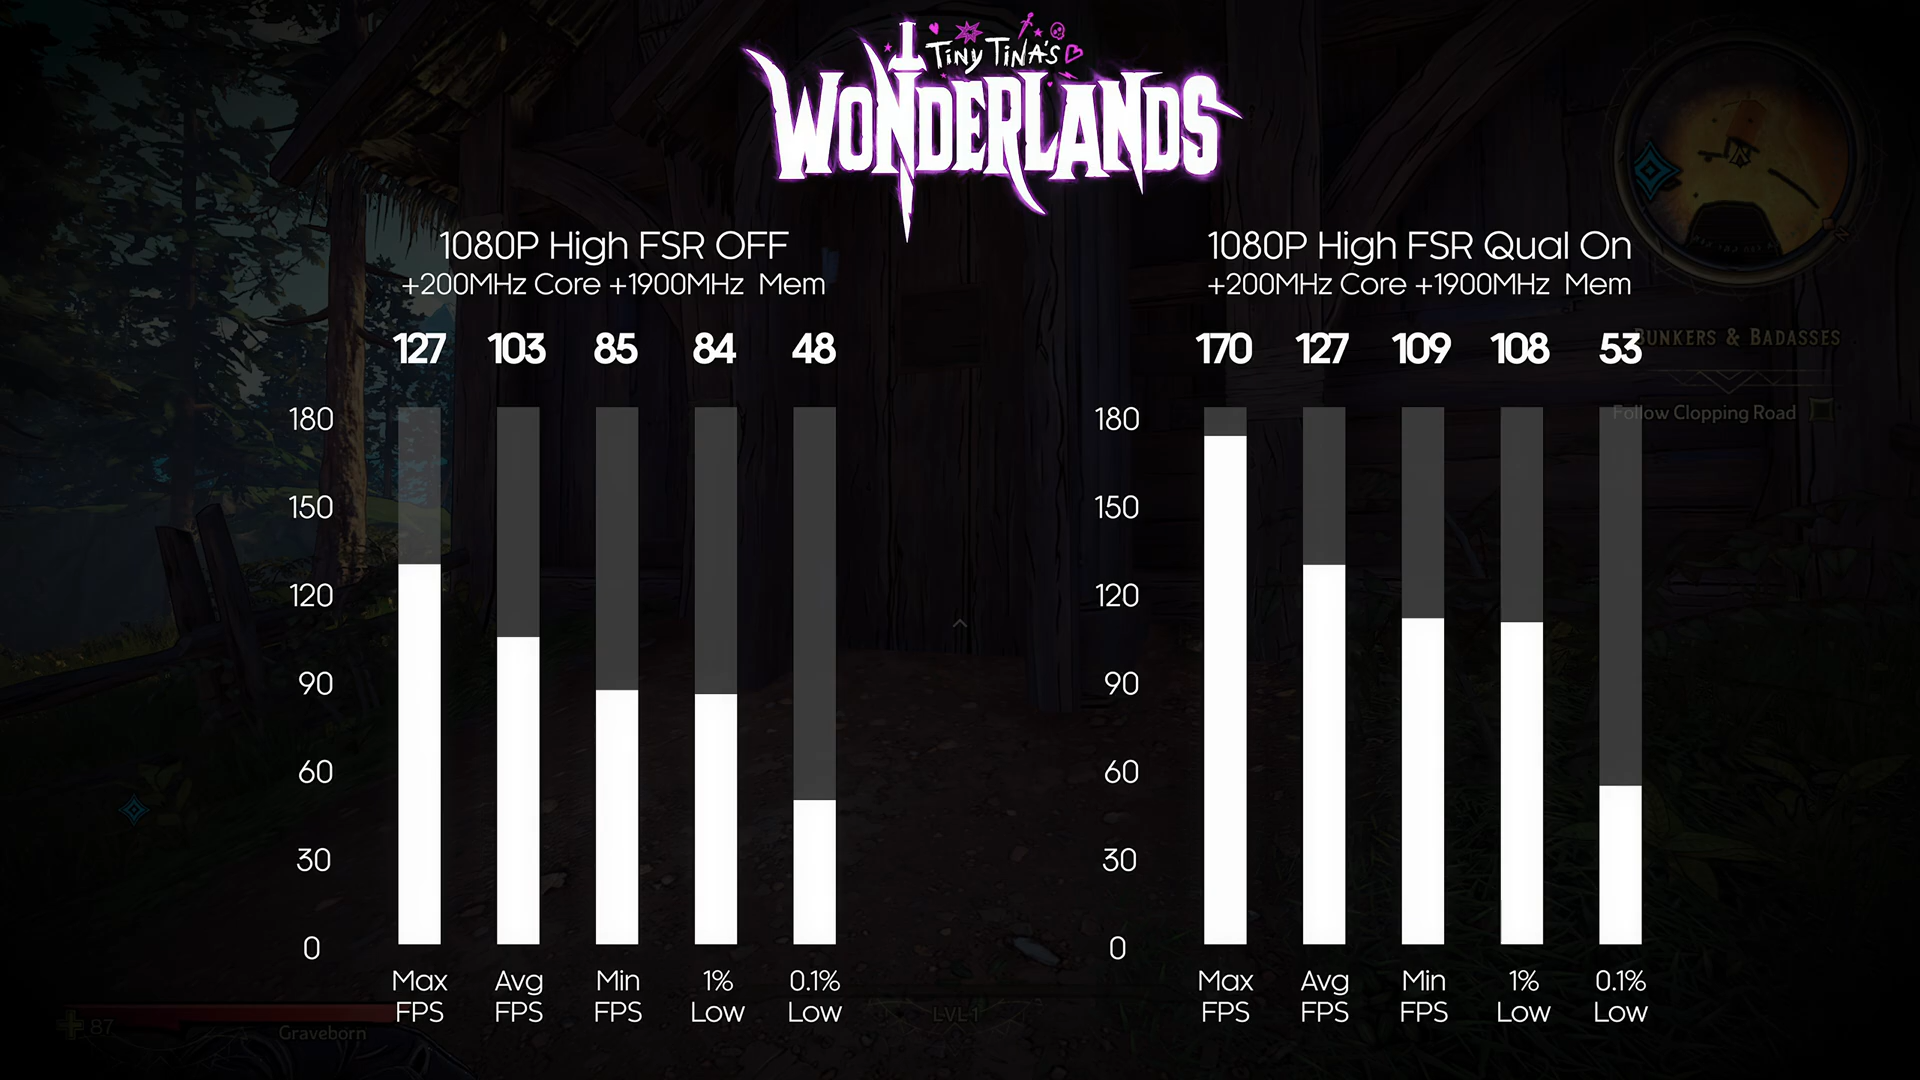 Tiny Tina's
WONDERLANDS
1080P High FSR OFF
+200MHz Core +1900MHz Mem
127 103 85 84 48
180
150
120
90
60
30
0
Max FPS
Avg FPS
Min FPS
1% Low
0.1% Low
1080P High FSR Qual On
+200MHz Core +1900MHz Mem
170 127 109 108 53
180
150
120
90
60
30
0
Max FPS
Avg FPS
Min FPS
1% Low
0.1% Low
BUNKERS & BADASSES
Follow Clopping Road
N
87
Graveborn
LVL 1